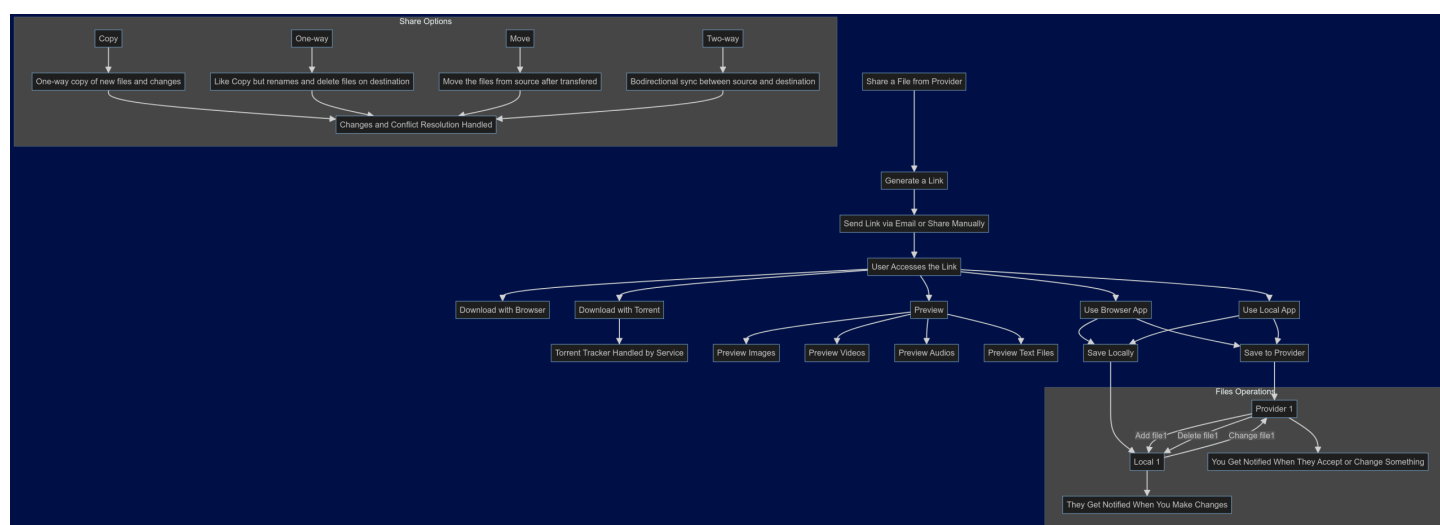 Share Options
Copy
One-way
Move
Two-way
One-way copy of new files and changes
Like Copy but renames and delete files on destination
Move the files from source after transfered
Bodirectional sync between source and destination
Changes and Conflict Resolution Handled
Share a File from Provider
Generate a Link
Send Link via Email or Share Manually
User Accesses the Link
Download with Browser
Download with Torrent
Preview
Use Browser App
Use Local App
Torrent Tracker Handled by Service
Preview Images
Preview Videos
Preview Audios
Preview Text Files
Save Locally
Save to Provider
Files Operations
Provider 1
Add file1
Delete file1
Change file1
Local 1
You Get Notified When They Accept or Change Something
They Get Notified When You Make Changes